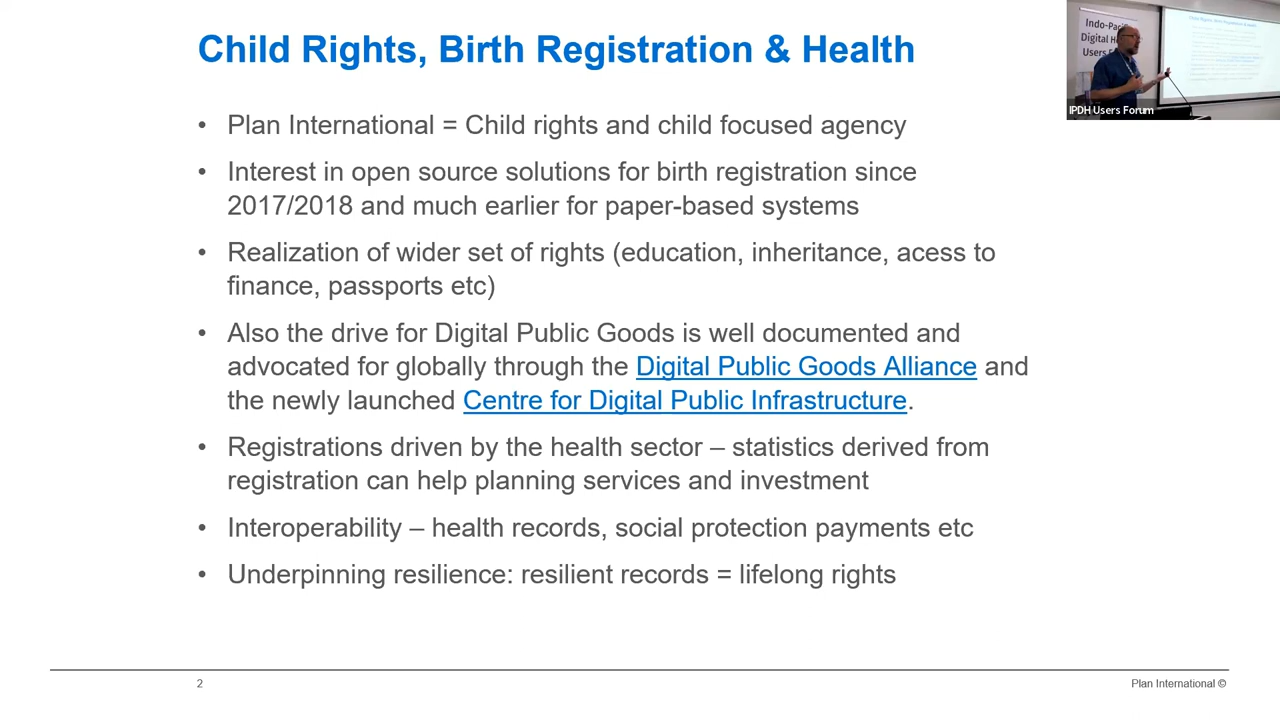 Child Rights, Birth Registration & Health
• Plan International = Child rights and child focused agency
• Interest in open source solutions for birth registration since
2017/2018 and much earlier for paper-based systems
• Realization of wider set of rights (education, inheritance, acess to
finance, passports etc)
• Also the drive for Digital Public Goods is well documented and
advocated for globally through the Digital Public Goods Alliance and
the newly launched Centre for Digital Public Infrastructure.
• Registrations driven by the health sector – statistics derived from
registration can help planning services and investment
• Interoperability – health records, social protection payments etc
• Underpinning resilience: resilient records = lifelong rights
2
Plan International ©
Indo-Pacific
Digital
Users
Child Rights, Birth Registration & Health
IPDH Users Forum